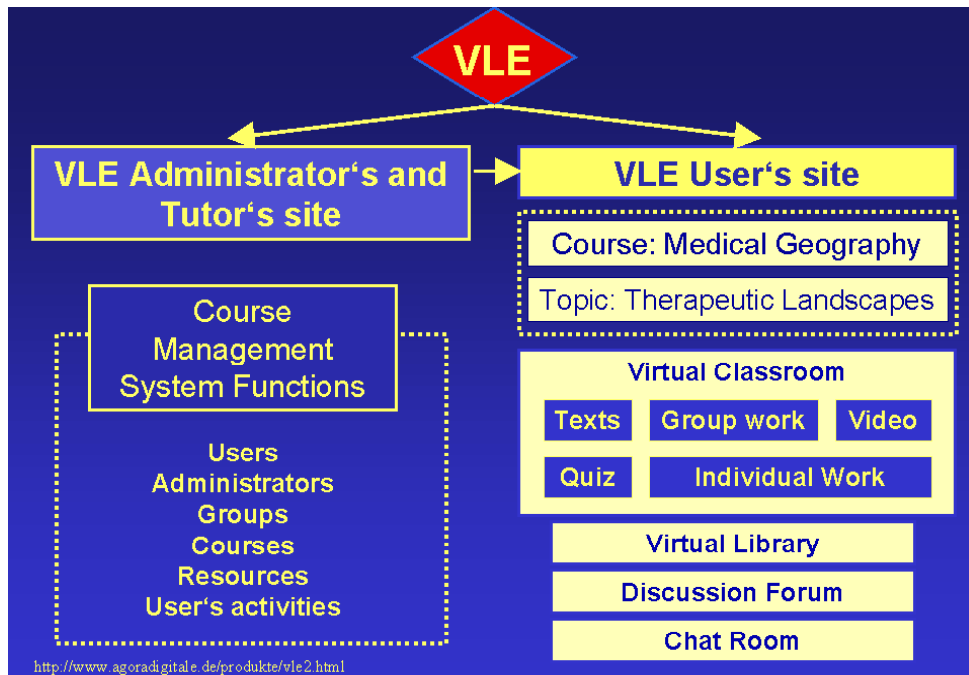 VLE
VLE Administrator‘s and
Tutor‘s site
Course
Management
System Functions
Users
Administrators
Groups
Courses
Resources
User‘s activities
http://www.agoradigitale.de/produkte/vle2.html
VLE User‘s site
Course: Medical Geography
Topic: Therapeutic Landscapes
Virtual Classroom
Texts Group work Video
Quiz Individual Work
Virtual Library
Discussion Forum
Chat Room